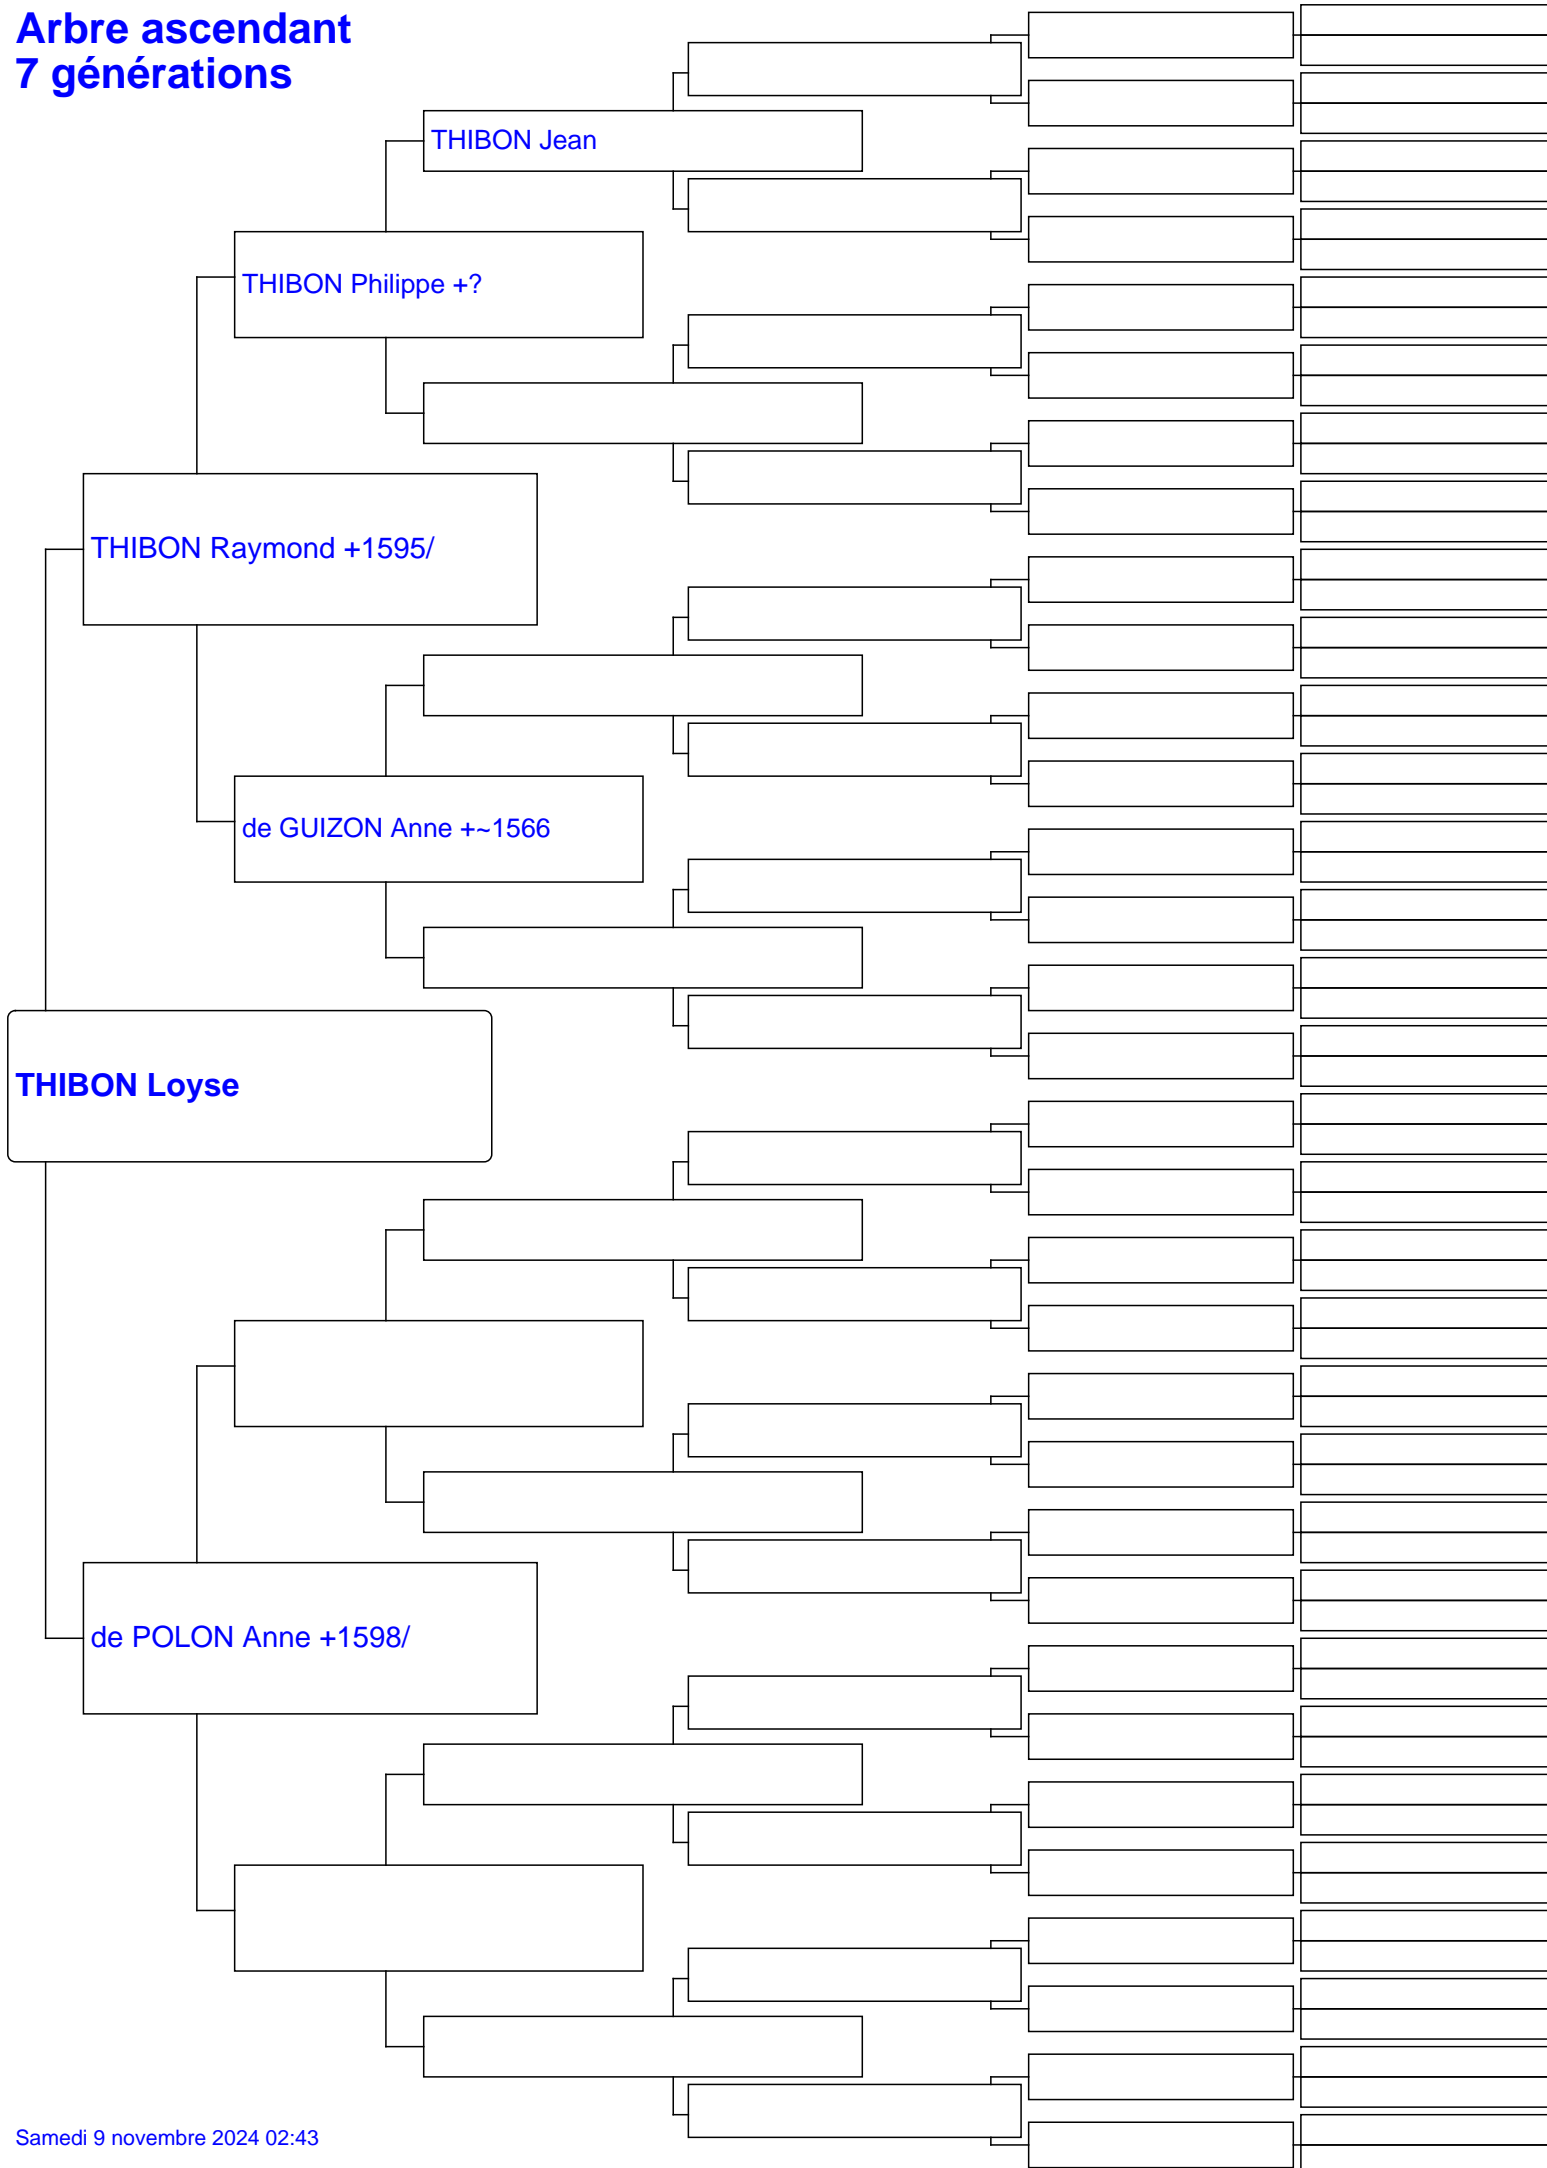 Arbre ascendant
7 générations
THIBON Jean
THIBON Philippe +?
THIBON Raymond +1595/
de GUIZON Anne +~1566
THIBON Loyse
de POLON Anne +1598/
Samedi 9 novembre 2024 02:43